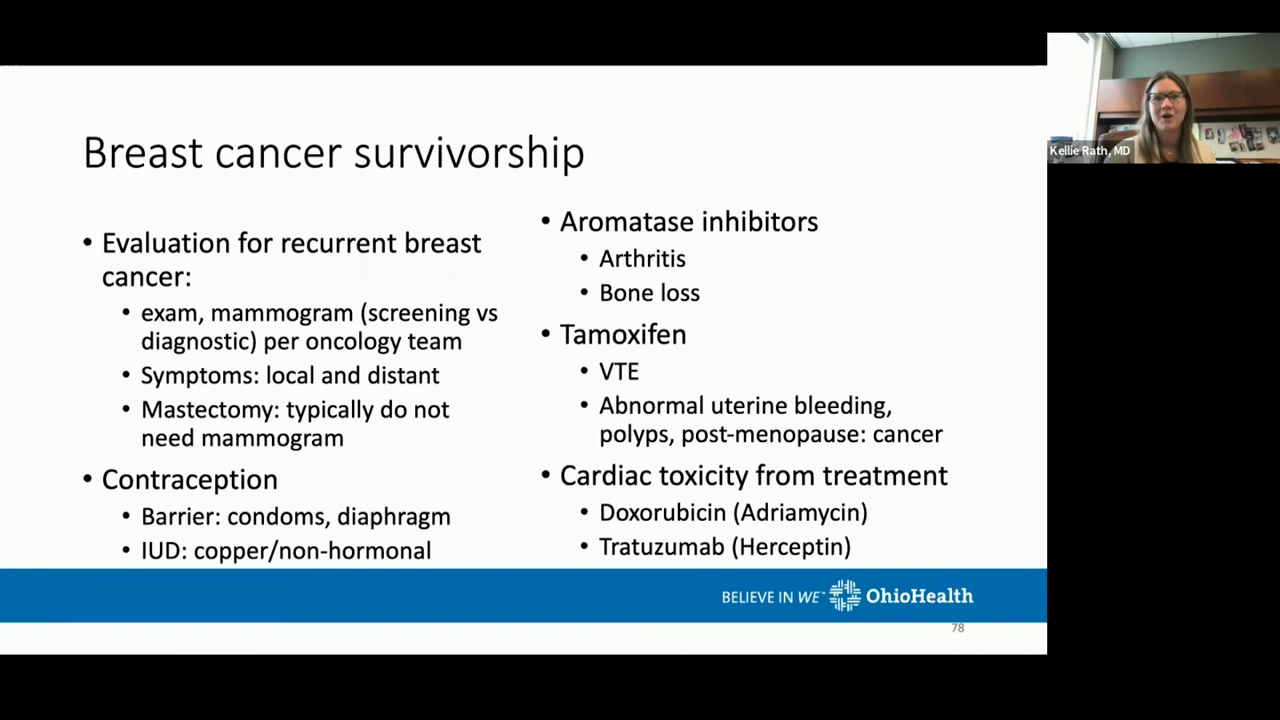 Breast cancer survivorship
• Evaluation for recurrent breast
cancer:
• exam, mammogram (screening vs
diagnostic) per oncology team
• Symptoms: local and distant
• Mastectomy: typically do not
need mammogram
• Contraception
• Barrier: condoms, diaphragm
• IUD: copper/non-hormonal
• Aromatase inhibitors
• Arthritis
• Bone loss
• Tamoxifen
• VTE
• Abnormal uterine bleeding,
polyps, post-menopause: cancer
• Cardiac toxicity from treatment
• Doxorubicin (Adriamycin)
• Tratuzumab (Herceptin)
BELIEVE IN WE™ OhioHealth
78
Kellie Rath, MD